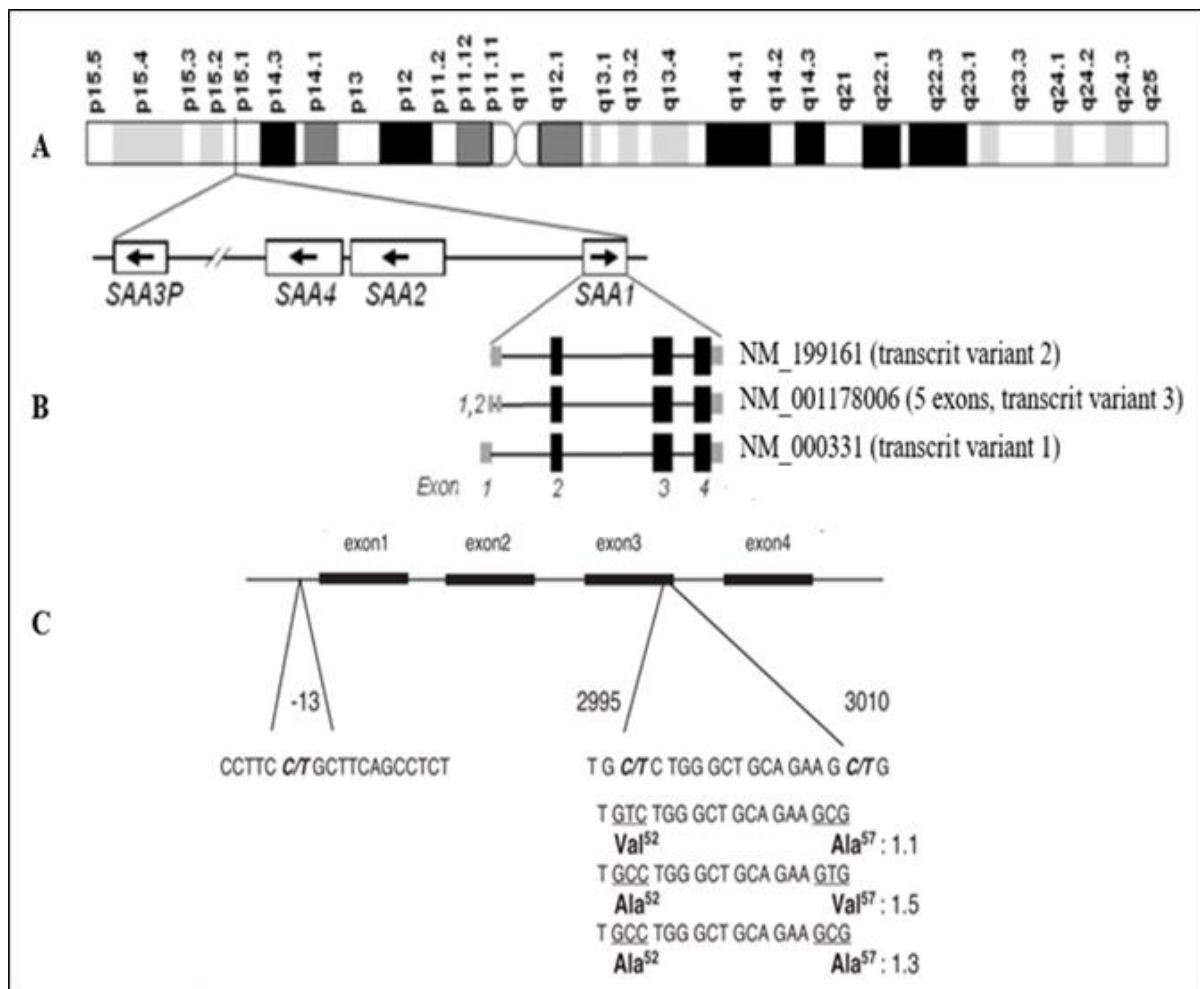 p15.5 p15.4 p15.3 p15.2 p15.1 p14.3 p14.1 p13 p12 p11.2 p11.12 p11.11 q11 q12.1 q13.1 q13.2 q13.4 q14.1 q14.2 q14.3 q21 q22.1 q22.3 q23.1 q23.3 q24.1 q24.2 q24.3 q25
A
SAA3P SAA4 SAA2 SAA1
NM_199161 (transcrit variant 2)
B
1,2 NM_001178006 (5 exons, transcrit variant 3)
NM_000331 (transcrit variant 1)
Exon 1 2 3 4
exon1 exon2 exon3 exon4
C
-13 2995 3010
CCTTC C/T GCTTCAGCCTCT T G C/T C TGG GCT GCA GAA G C/T G
T GTC TGG GCT GCA GAA GCG
Val52 Ala57 : 1.1
T GCC TGG GCT GCA GAA GTG
Ala52 Val57 : 1.5
T GCC TGG GCT GCA GAA GCG
Ala52 Ala57 : 1.3